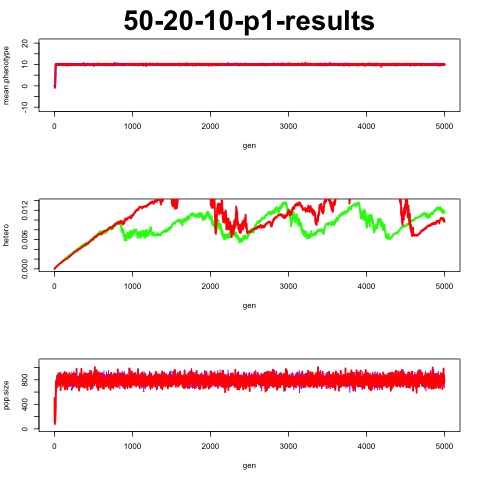 50-20-10-p1-results
mean.phenotype
20
10
0
-10
0 1000 2000 3000 4000 5000
gen
hetero
0.012
0.006
0.000
0 1000 2000 3000 4000 5000
gen
pop.size
800
400
0
0 1000 2000 3000 4000 5000
gen